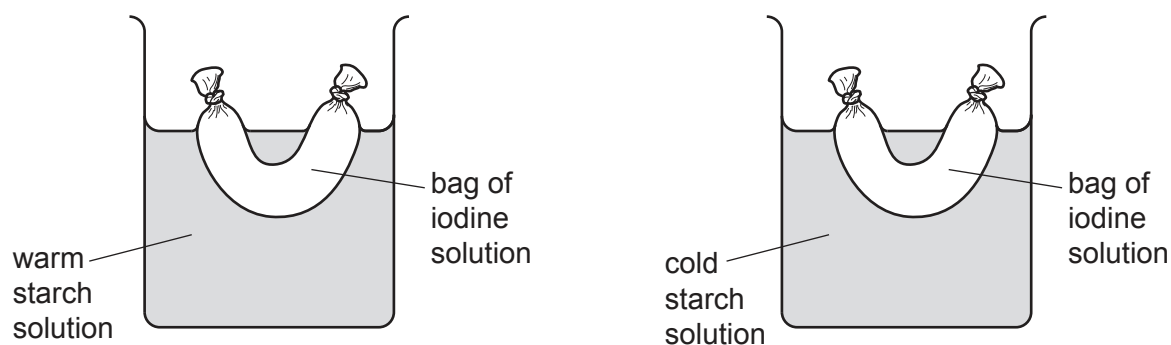 warm
starch
solution
bag of
iodine
solution
cold
starch
solution
bag of
iodine
solution